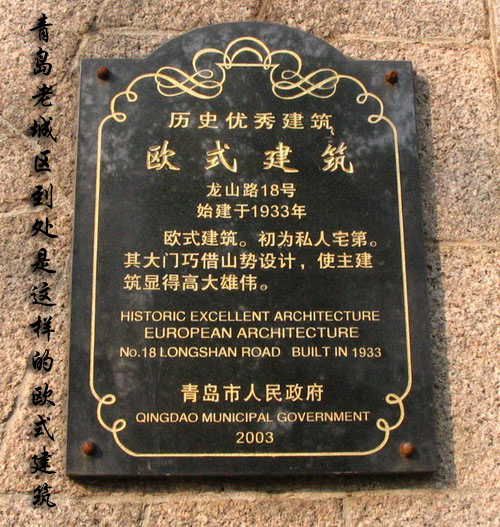 青岛老城区到处是这样的欧式建筑
历史优秀建筑
欧式建筑
龙山路18号
始建于1933年
欧式建筑。初为私人宅第。
其大门巧借山势设计，使主建
筑显得高大雄伟。
HISTORIC EXCELLENT ARCHITECTURE
EUROPEAN ARCHITECTURE
No.18 LONGSHAN ROAD BUILT IN 1933
青岛市人民政府
QINGDAO MUNICIPAL GOVERNMENT
2003